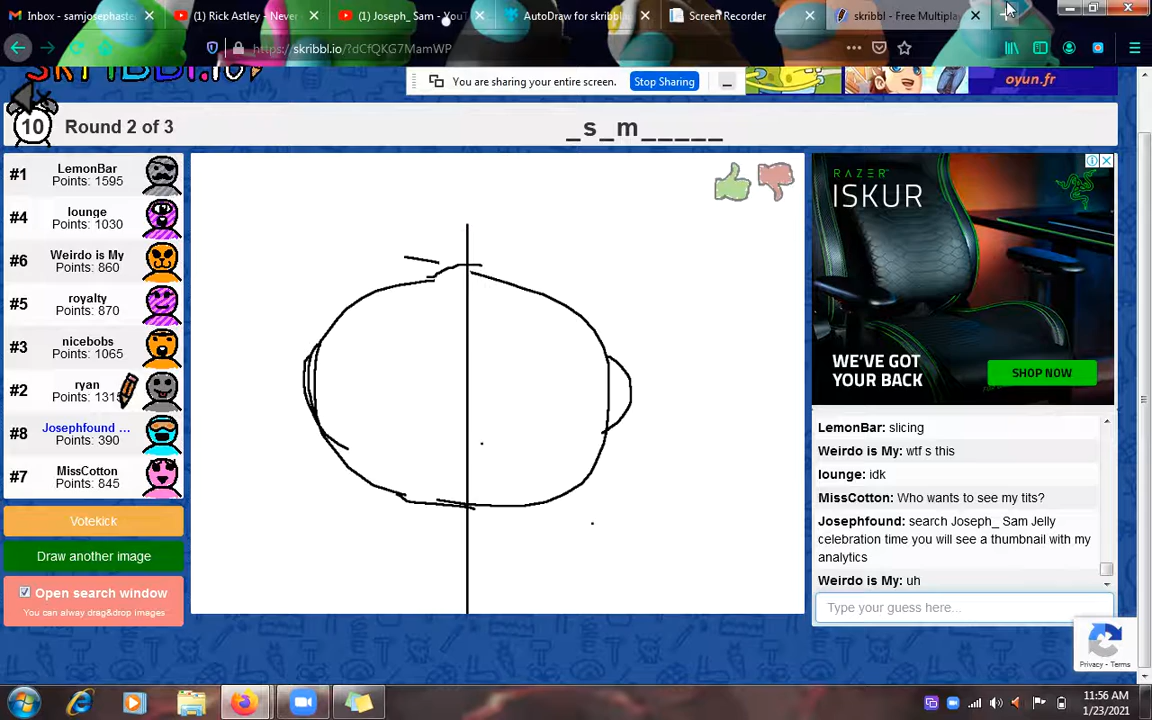 Inbox - samjosephaster
(1) Rick Astley - Never
(1) Joseph_ Sam - YouT
AutoDraw for skribbl
Screen Recorder
skribbl - Free Multipla
https://skribbl.io/?dCfQKG7MamWP
skribbl.io
You are sharing your entire screen.
Stop Sharing
oyun.fr
10
Round 2 of 3
_s_m_____
#1
LemonBar
Points: 1595
#4
lounge
Points: 1030
#6
Weirdo is My
Points: 860
#5
royalty
Points: 870
#3
nicebobs
Points: 1065
#2
ryan
Points: 1315
#8
Josephfound ...
Points: 390
#7
MissCotton
Points: 845
Votekick
Draw another image
Open search window
You can alway drag&drop images
RAZER
ISKUR
WE'VE GOT
YOUR BACK
SHOP NOW
LemonBar: slicing
Weirdo is My: wtf s this
lounge: idk
MissCotton: Who wants to see my tits?
Josephfound: search Joseph_ Sam Jelly
celebration time you will see a thumbnail with my
analytics
Weirdo is My: uh
Type your guess here...
Privacy - Terms
11:56 AM
1/23/2021